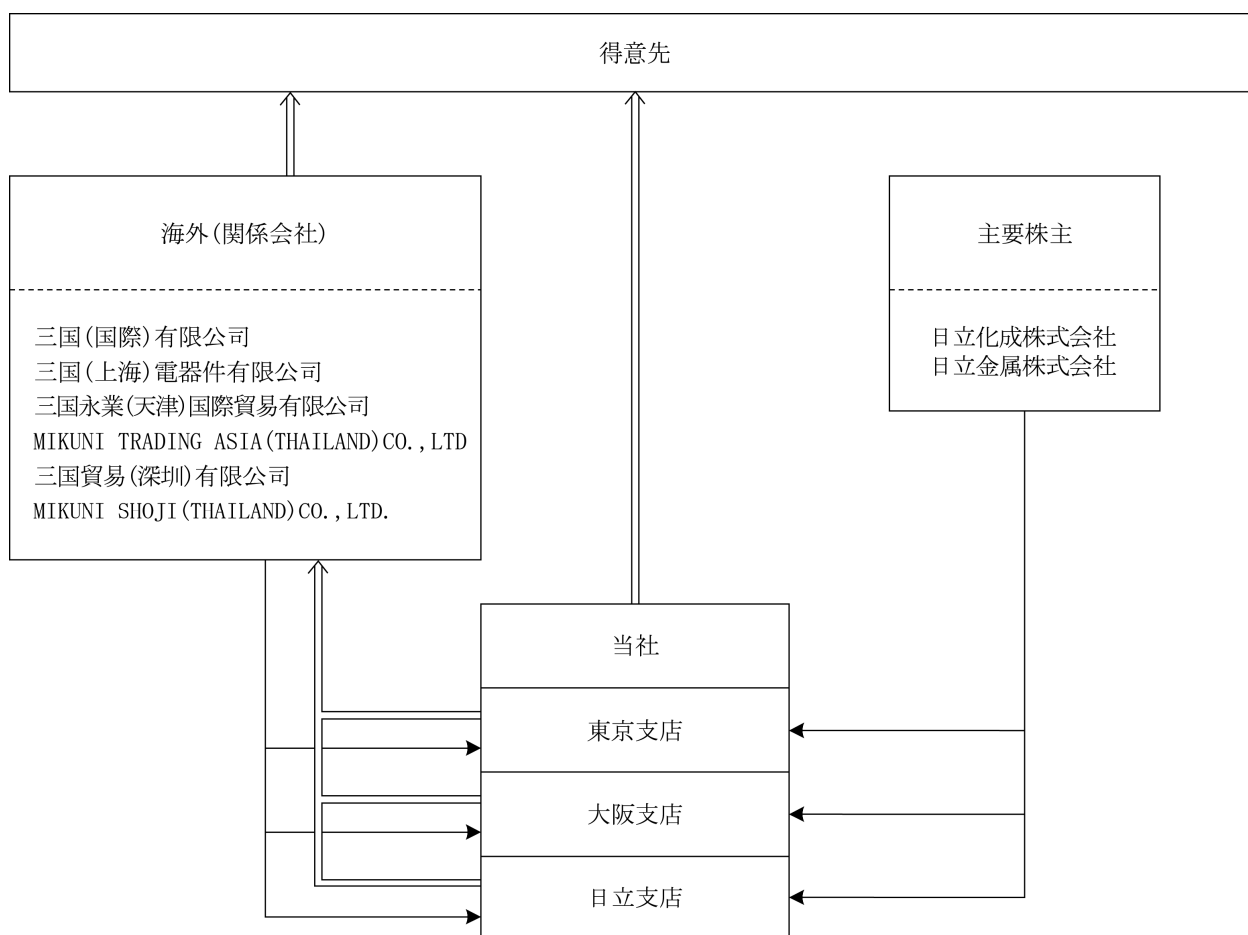 得意先
海外(関係会社)
三国(国際)有限公司
三国(上海)電器件有限公司
三国永業(天津)国際貿易有限公司
MIKUNI TRADING ASIA(THAILAND)CO.,LTD
三国貿易(深圳)有限公司
MIKUNI SHOJI(THAILAND)CO.,LTD.
主要株主
日立化成株式会社
日立金属株式会社
当社
東京支店
大阪支店
日立支店